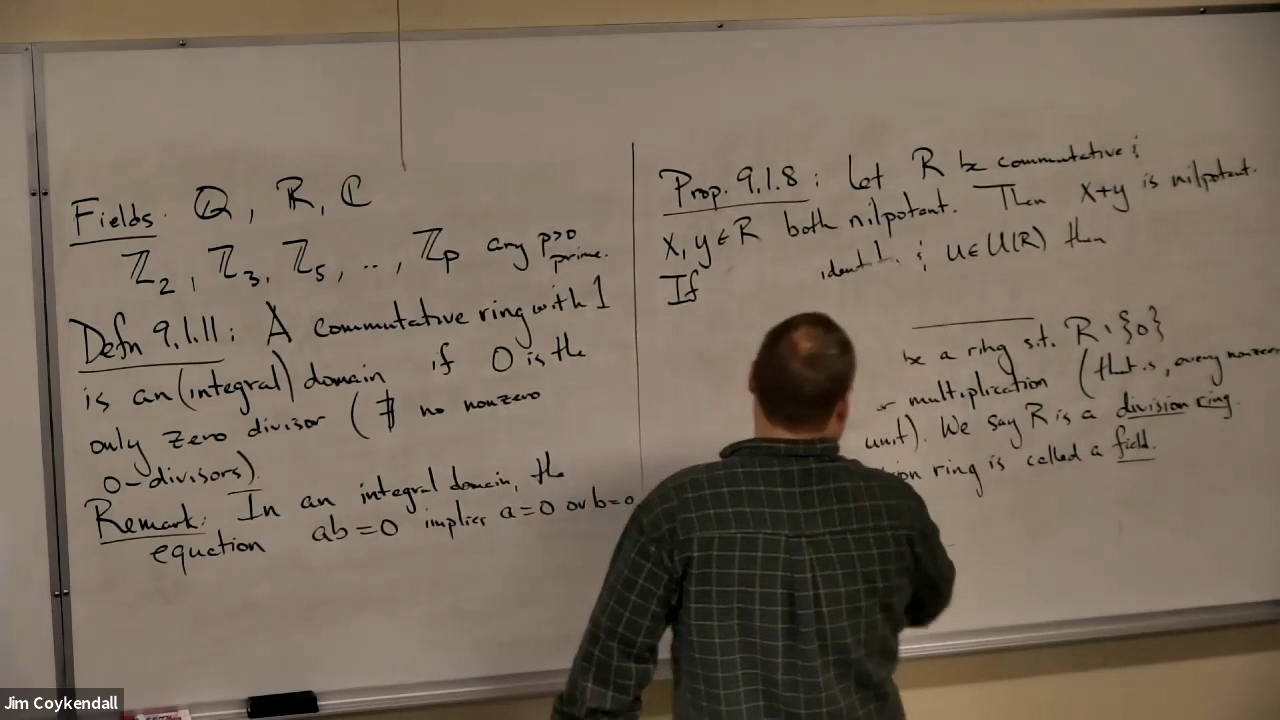 Fields: ℚ, ℝ, ℂ
ℤ₂, ℤ₃, ℤ₅, .., ℤₚ any p>0
prime.
Defn 9.1.11: A commutative ring with 1
is an (integral) domain if 0 is the
only zero divisor (∄ no nonzero
0-divisors).
Remark: In an integral domain, the
equation ab=0 implies a=0 or b=0
Prop. 9.1.8: Let R be commutative &
x, y ∈ R both nilpotent. Then x+y is nilpotent.
If & u ∈ U(R) then
be a ring s.t. R∖{0}
multiplication (that is, every nonzero
unit). We say R is a division ring.
ring is called a field.
Jim Coykendall